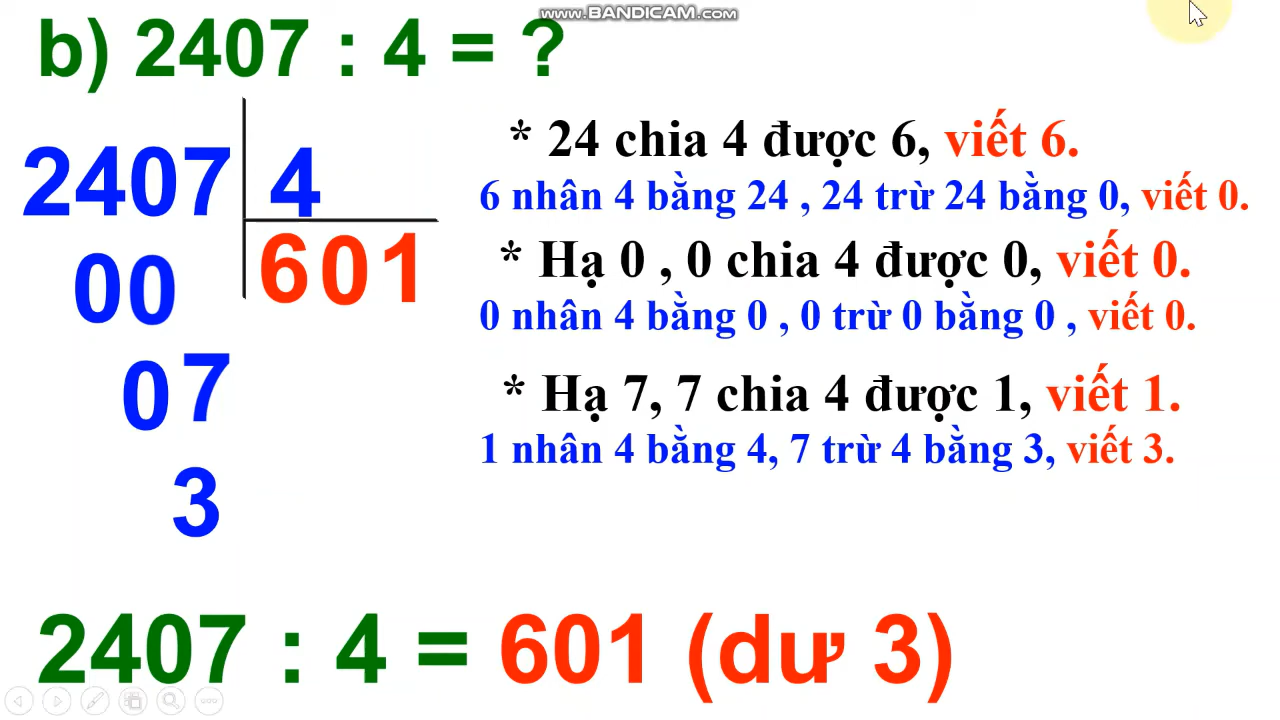 www.BANDICAM.com
b) 2407 : 4 = ?
2407 4
601
00
07
3
* 24 chia 4 được 6, viết 6.
6 nhân 4 bằng 24 , 24 trừ 24 bằng 0, viết 0.
* Hạ 0 , 0 chia 4 được 0, viết 0.
0 nhân 4 bằng 0 , 0 trừ 0 bằng 0 , viết 0.
* Hạ 7, 7 chia 4 được 1, viết 1.
1 nhân 4 bằng 4, 7 trừ 4 bằng 3, viết 3.
2407 : 4 = 601 (dư 3)